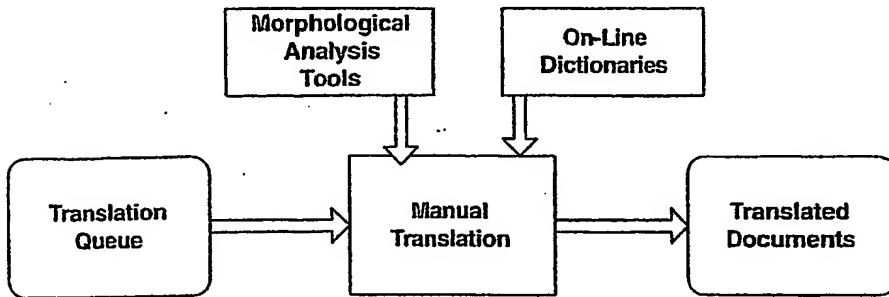 Morphological
Analysis
Tools
On-Line
Dictionaries
Translation
Queue
Manual
Translation
Translated
Documents